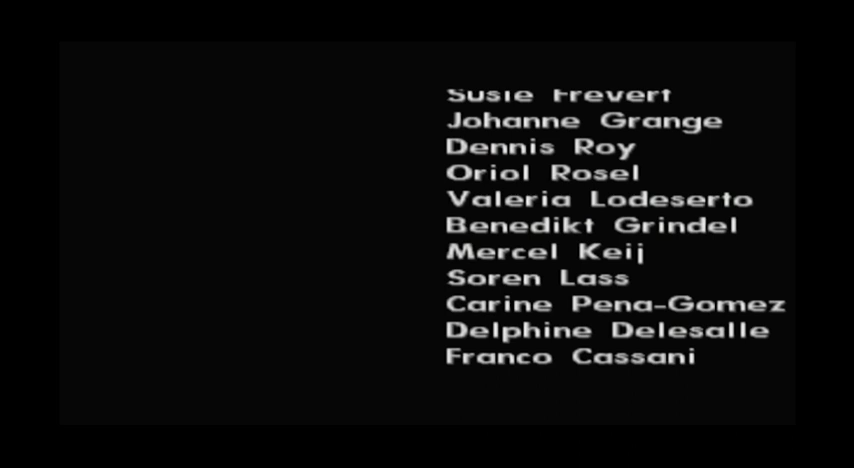 Susie Frevert
Johanne Grange
Dennis Roy
Oriol Rosel
Valeria Lodeserto
Benedikt Grindel
Mercel Keij
Soren Lass
Carine Pena-Gomez
Delphine Delesalle
Franco Cassani